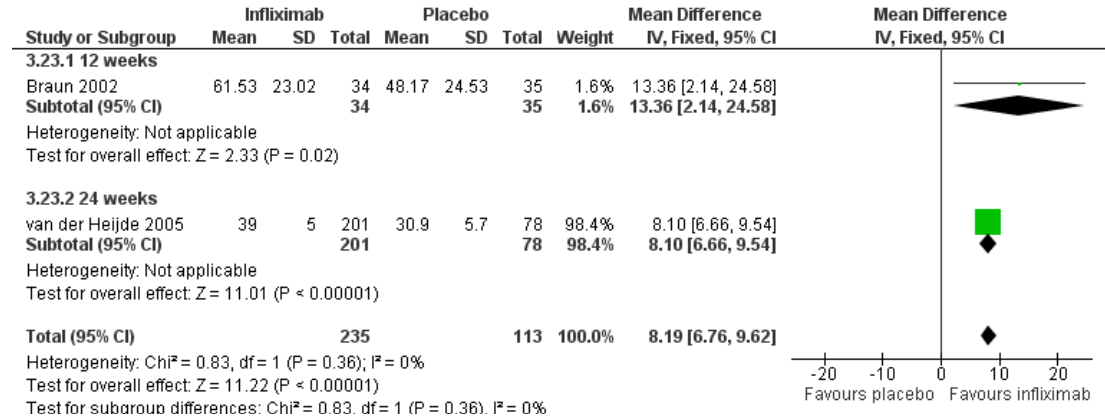 Infliximab Placebo Mean Difference Mean Difference
Study or Subgroup Mean SD Total Mean SD Total Weight IV, Fixed, 95% CI IV, Fixed, 95% CI
3.23.1 12 weeks
Braun 2002 61.53 23.02 34 48.17 24.53 35 1.6% 13.36 [2.14, 24.58]
Subtotal (95% CI) 34 35 1.6% 13.36 [2.14, 24.58]
Heterogeneity: Not applicable
Test for overall effect: Z = 2.33 (P = 0.02)
3.23.2 24 weeks
van der Heijde 2005 39 5 201 30.9 5.7 78 98.4% 8.10 [6.66, 9.54]
Subtotal (95% CI) 201 78 98.4% 8.10 [6.66, 9.54]
Heterogeneity: Not applicable
Test for overall effect: Z = 11.01 (P < 0.00001)
Total (95% CI) 235 113 100.0% 8.19 [6.76, 9.62]
Heterogeneity: Chi² = 0.83, df = 1 (P = 0.36); I² = 0%
Test for overall effect: Z = 11.22 (P < 0.00001)
Test for subgroup differences: Chi² = 0.83, df = 1 (P = 0.36), I² = 0%
-20 -10 0 10 20
Favours placebo Favours infliximab